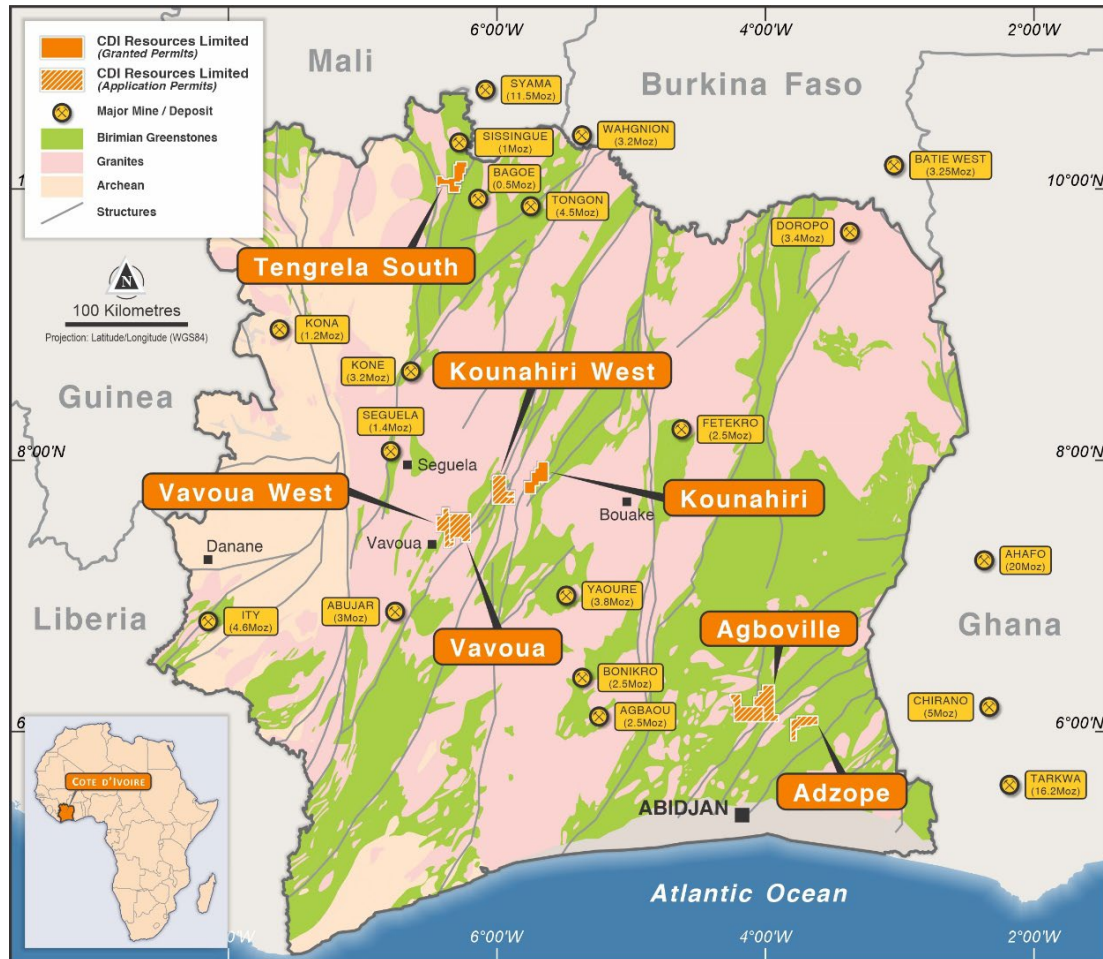 CDI Resources Limited
(Granted Permits)
CDI Resources Limited
(Application Permits)
Major Mine / Deposit
Birimian Greenstones
Granites
Archean
Structures
N
100 Kilometres
Projection: Latitude/Longitude (WGS84)
6°00'W
4°00'W
2°00'W
Mali
Burkina Faso
SYAMA
(11.5Moz)
SISSINGUE
(1Moz)
WAHGNION
(3.2Moz)
BATIE WEST
(3.25Moz)
BAGOE
(0.5Moz)
TONGON
(4.5Moz)
1
10°00'N
DOROPO
(3.4Moz)
Tengrela South
KONA
(1.2Moz)
KONE
(3.2Moz)
Kounahiri West
Guinea
SEGUELA
(1.4Moz)
FETEKRO
(2.5Moz)
8°00'N
8°00'N
Seguela
Vavoua West
Kounahiri
Bouake
Vavoua
Danane
AHAFO
(20Moz)
YAOURE
(3.8Moz)
Liberia
ITY
(4.6Moz)
ABUJAR
(3Moz)
Vavoua
Agboville
Ghana
BONIKRO
(2.5Moz)
AGBAOU
(2.5Moz)
CHIRANO
(5Moz)
6
6°00'N
COTE D'IVOIRE
Adzope
TARKWA
(16.2Moz)
ABIDJAN
Atlantic Ocean
6°00'W
4°00'W
2°00'W